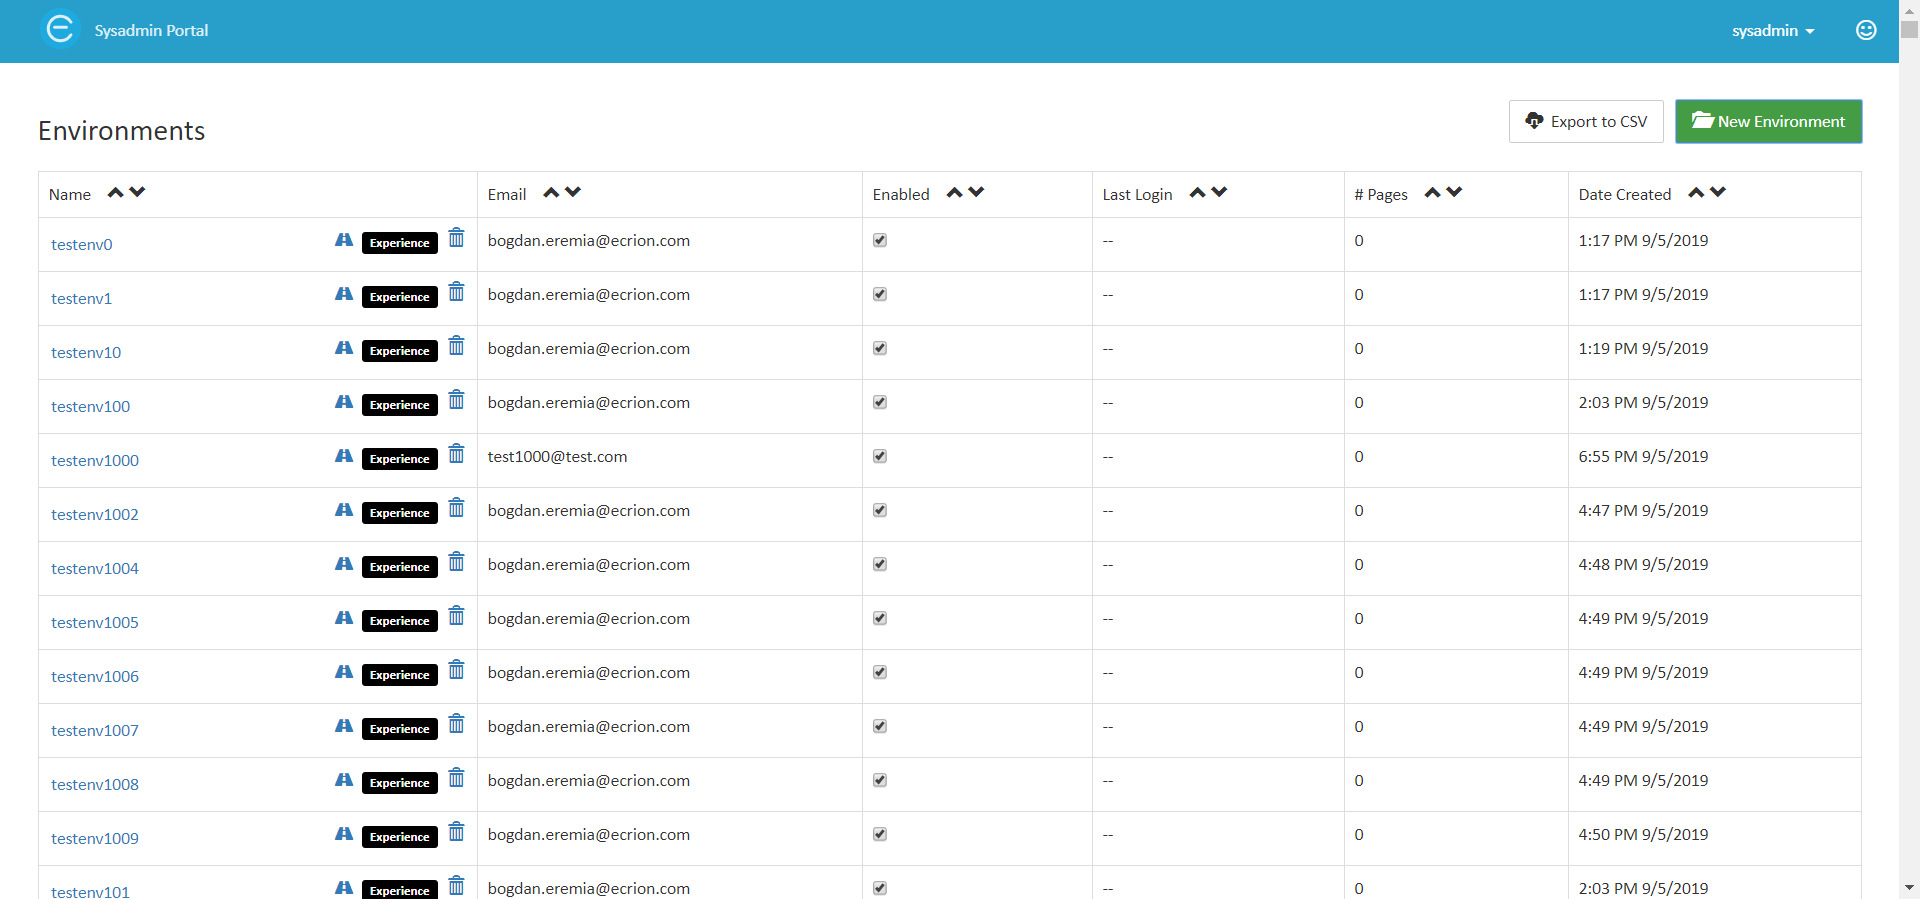 Sysadmin Portal
sysadmin
Environments
Export to CSV
New Environment
Name Email Enabled Last Login # Pages Date Created
testenv0 Experience bogdan.eremia@ecrion.com -- 0 1:17 PM 9/5/2019
testenv1 Experience bogdan.eremia@ecrion.com -- 0 1:17 PM 9/5/2019
testenv10 Experience bogdan.eremia@ecrion.com -- 0 1:19 PM 9/5/2019
testenv100 Experience bogdan.eremia@ecrion.com -- 0 2:03 PM 9/5/2019
testenv1000 Experience test1000@test.com -- 0 6:55 PM 9/5/2019
testenv1002 Experience bogdan.eremia@ecrion.com -- 0 4:47 PM 9/5/2019
testenv1004 Experience bogdan.eremia@ecrion.com -- 0 4:48 PM 9/5/2019
testenv1005 Experience bogdan.eremia@ecrion.com -- 0 4:49 PM 9/5/2019
testenv1006 Experience bogdan.eremia@ecrion.com -- 0 4:49 PM 9/5/2019
testenv1007 Experience bogdan.eremia@ecrion.com -- 0 4:49 PM 9/5/2019
testenv1008 Experience bogdan.eremia@ecrion.com -- 0 4:49 PM 9/5/2019
testenv1009 Experience bogdan.eremia@ecrion.com -- 0 4:50 PM 9/5/2019
testenv101 Experience bogdan.eremia@ecrion.com -- 0 2:03 PM 9/5/2019